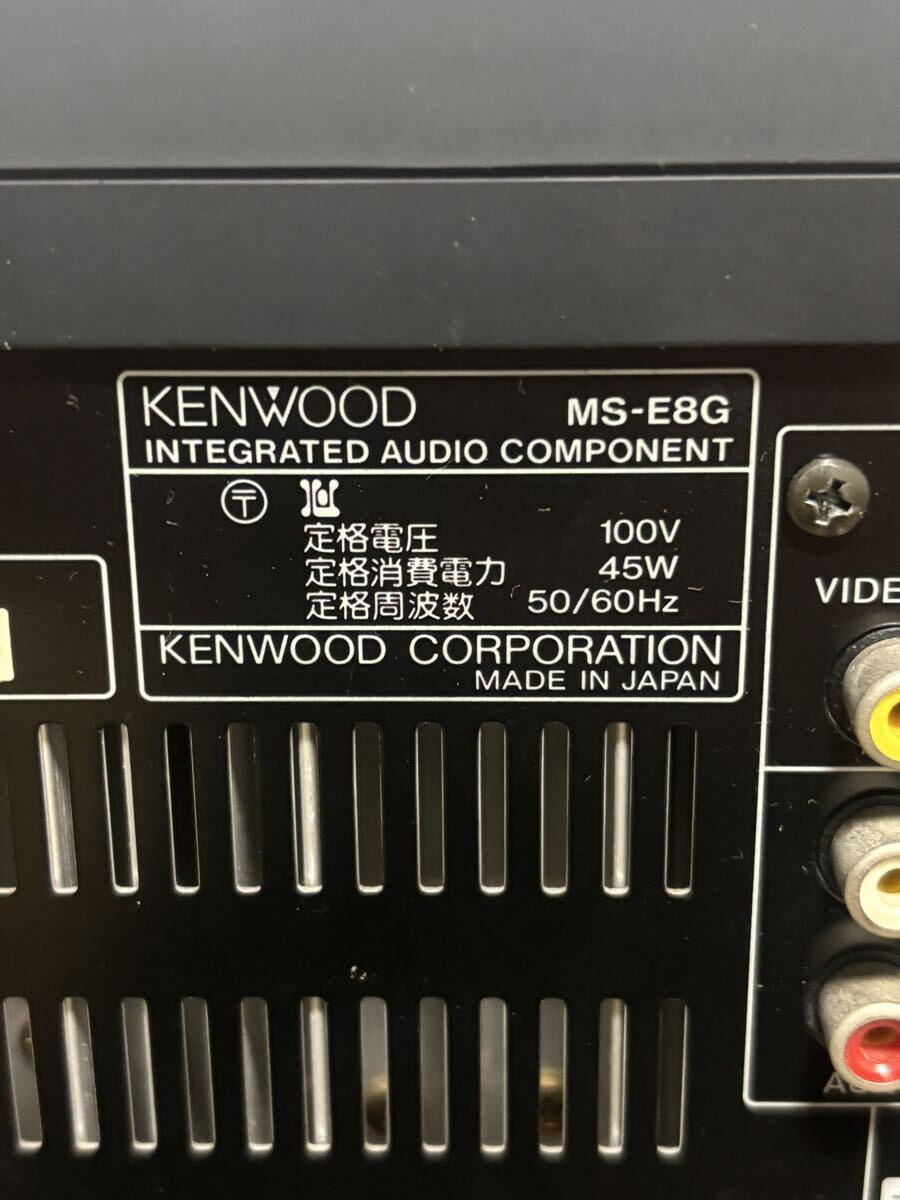 KENWOOD MS-E8G
INTEGRATED AUDIO COMPONENT
〒
定格電圧 100V
定格消費電力 45W
定格周波数 50/60Hz
KENWOOD CORPORATION
MADE IN JAPAN